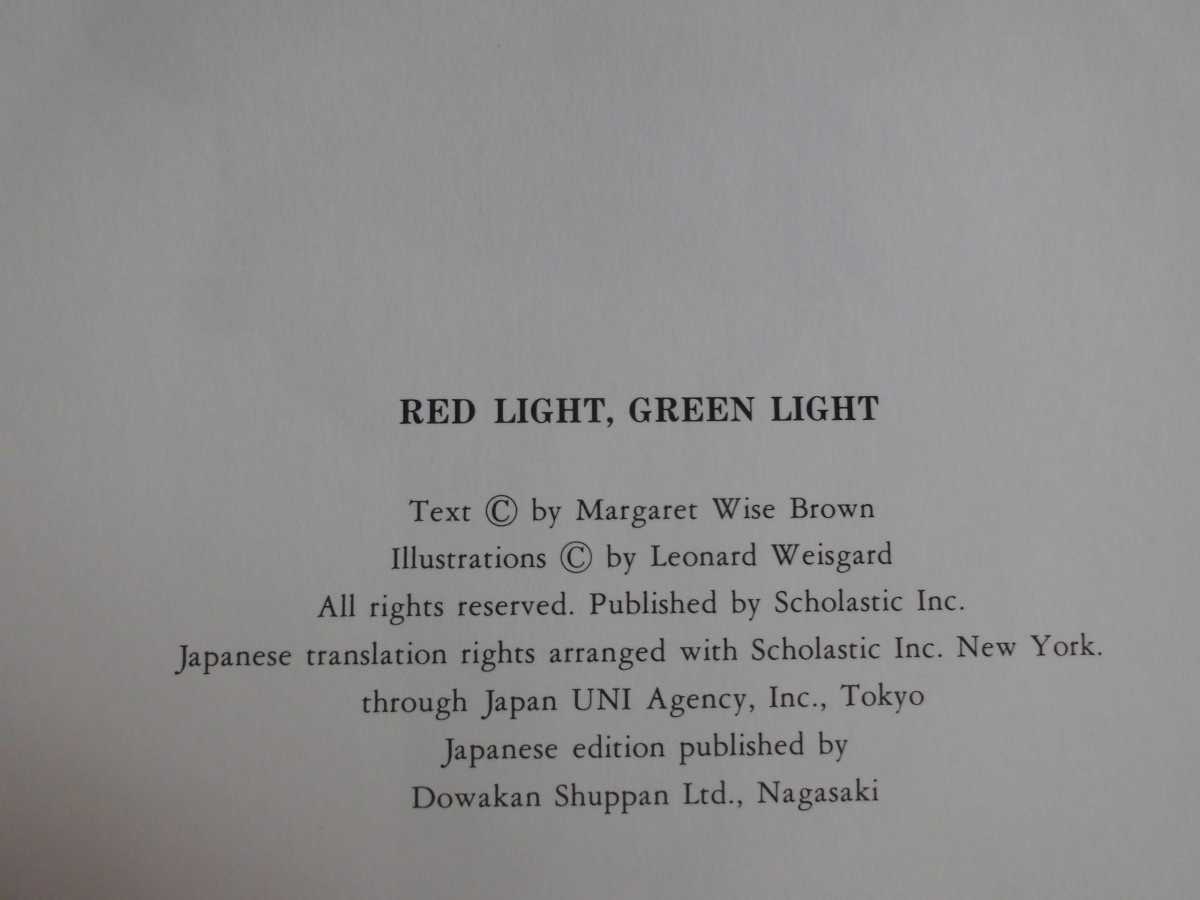 RED LIGHT, GREEN LIGHT
Text © by Margaret Wise Brown
Illustrations © by Leonard Weisgard
All rights reserved. Published by Scholastic Inc.
Japanese translation rights arranged with Scholastic Inc. New York.
through Japan UNI Agency, Inc., Tokyo
Japanese edition published by
Dowakan Shuppan Ltd., Nagasaki